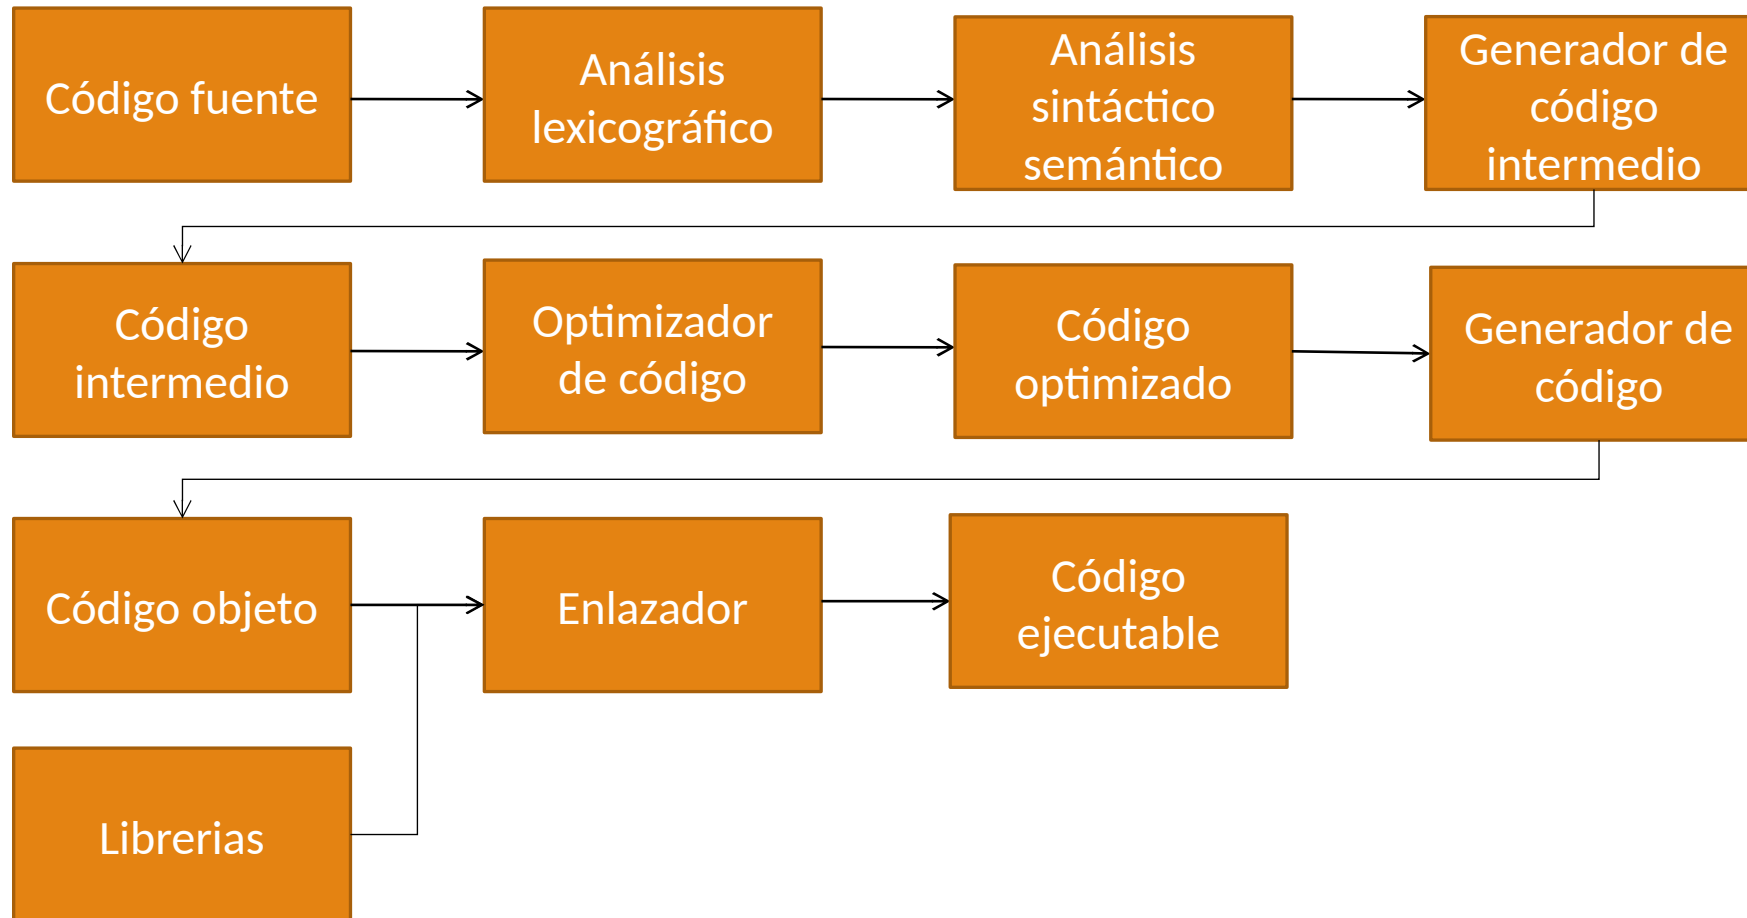 Código fuente
Análisis
lexicográfico
Análisis
sintáctico
semántico
Generador de
código
intermedio
Código
intermedio
Optimizador
de código
Código
optimizado
Generador de
código
Código objeto
Enlazador
Código
ejecutable
Librerias